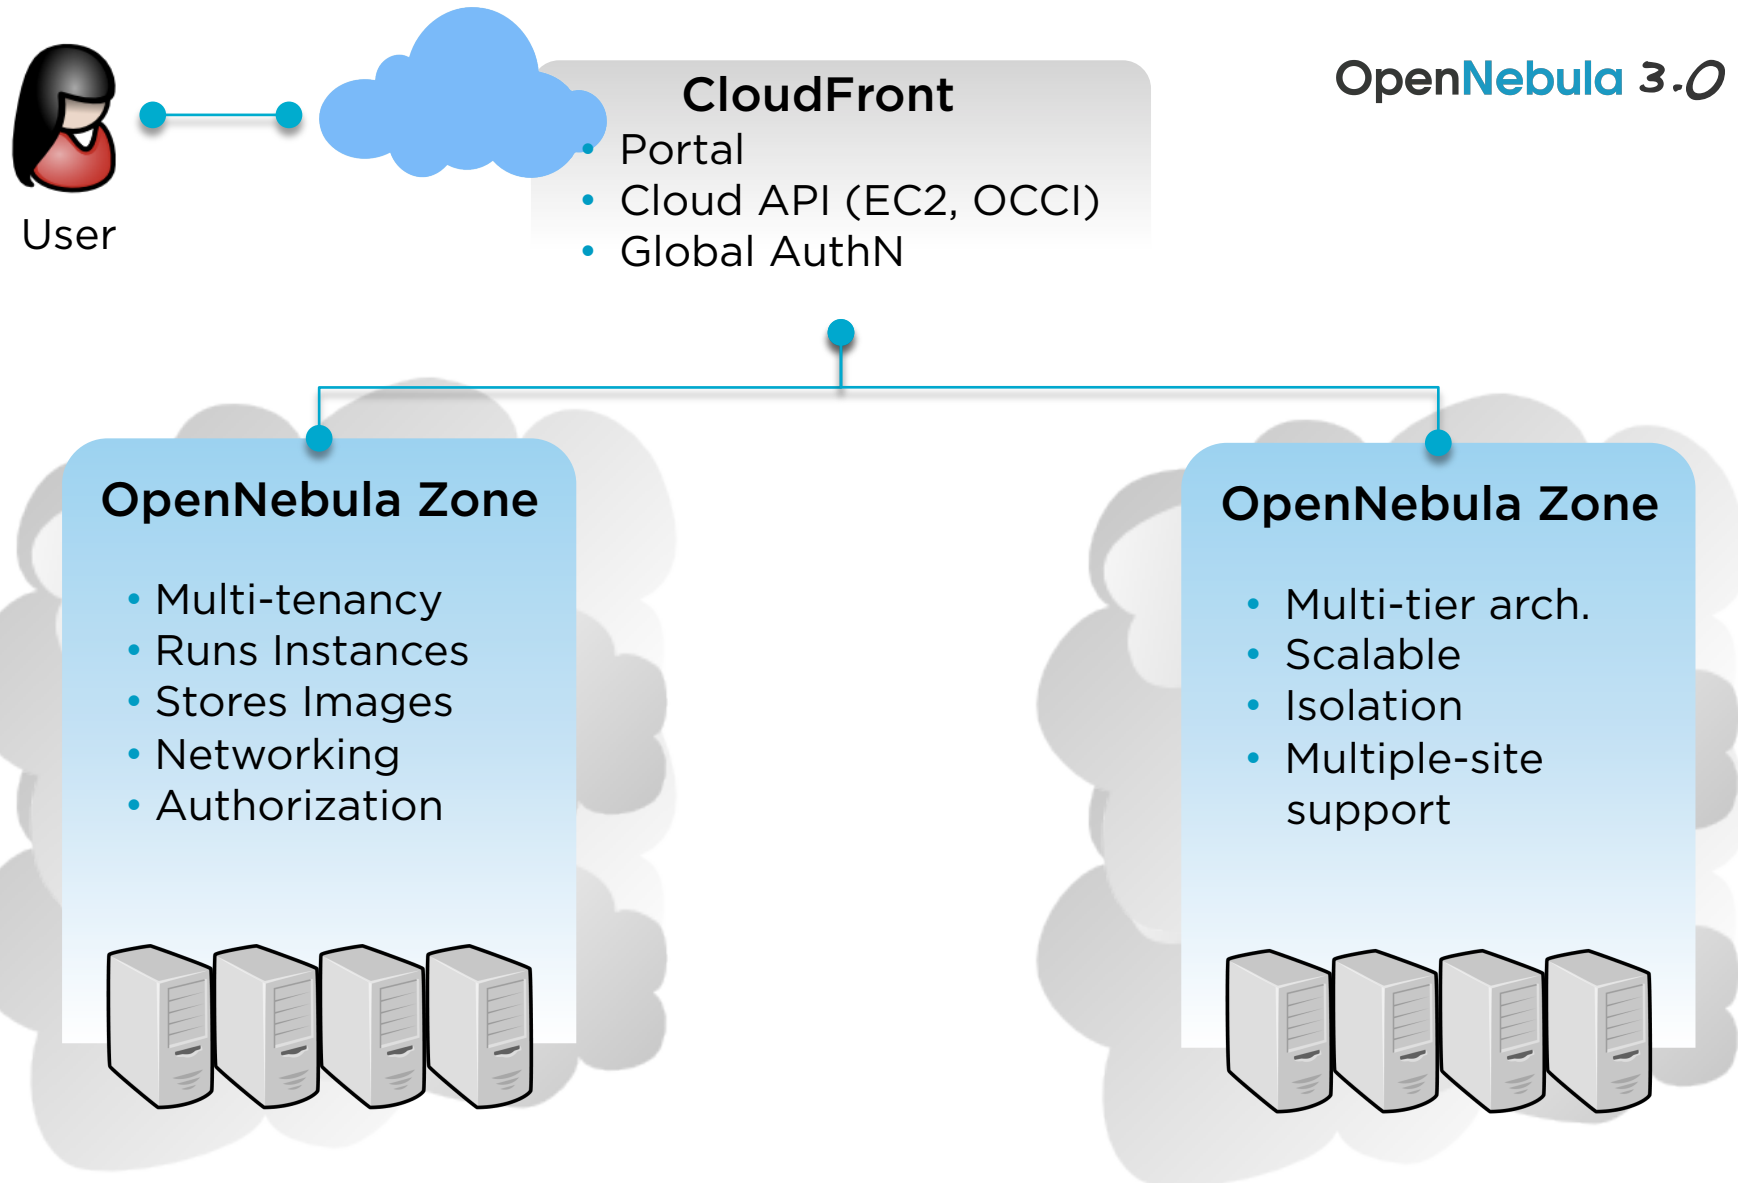 OpenNebula 3.0
CloudFront
• Portal
• Cloud API (EC2, OCCI)
• Global AuthN
User
OpenNebula Zone
• Multi-tenancy
• Runs Instances
• Stores Images
• Networking
• Authorization
OpenNebula Zone
• Multi-tier arch.
• Scalable
• Isolation
• Multiple-site
support